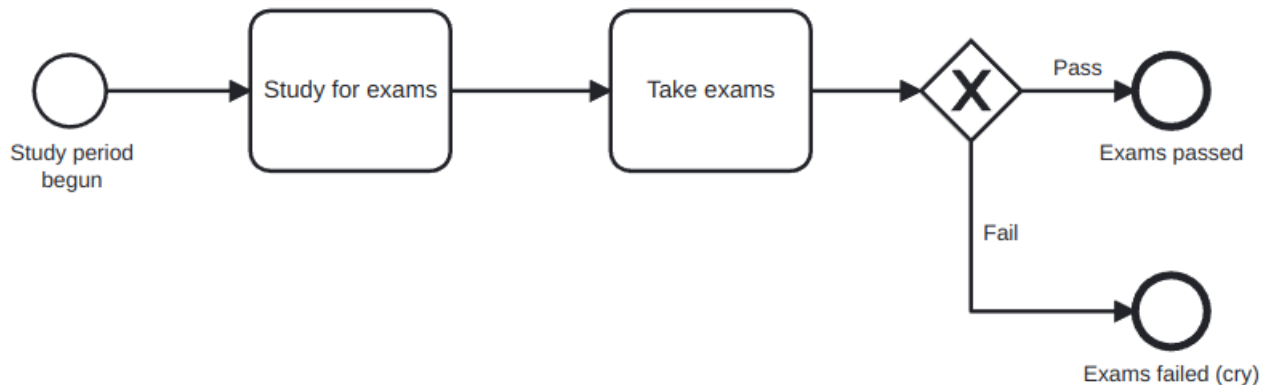 Study period
begun
Study for exams
Take exams
X
Pass
Exams passed
Fail
Exams failed (cry)